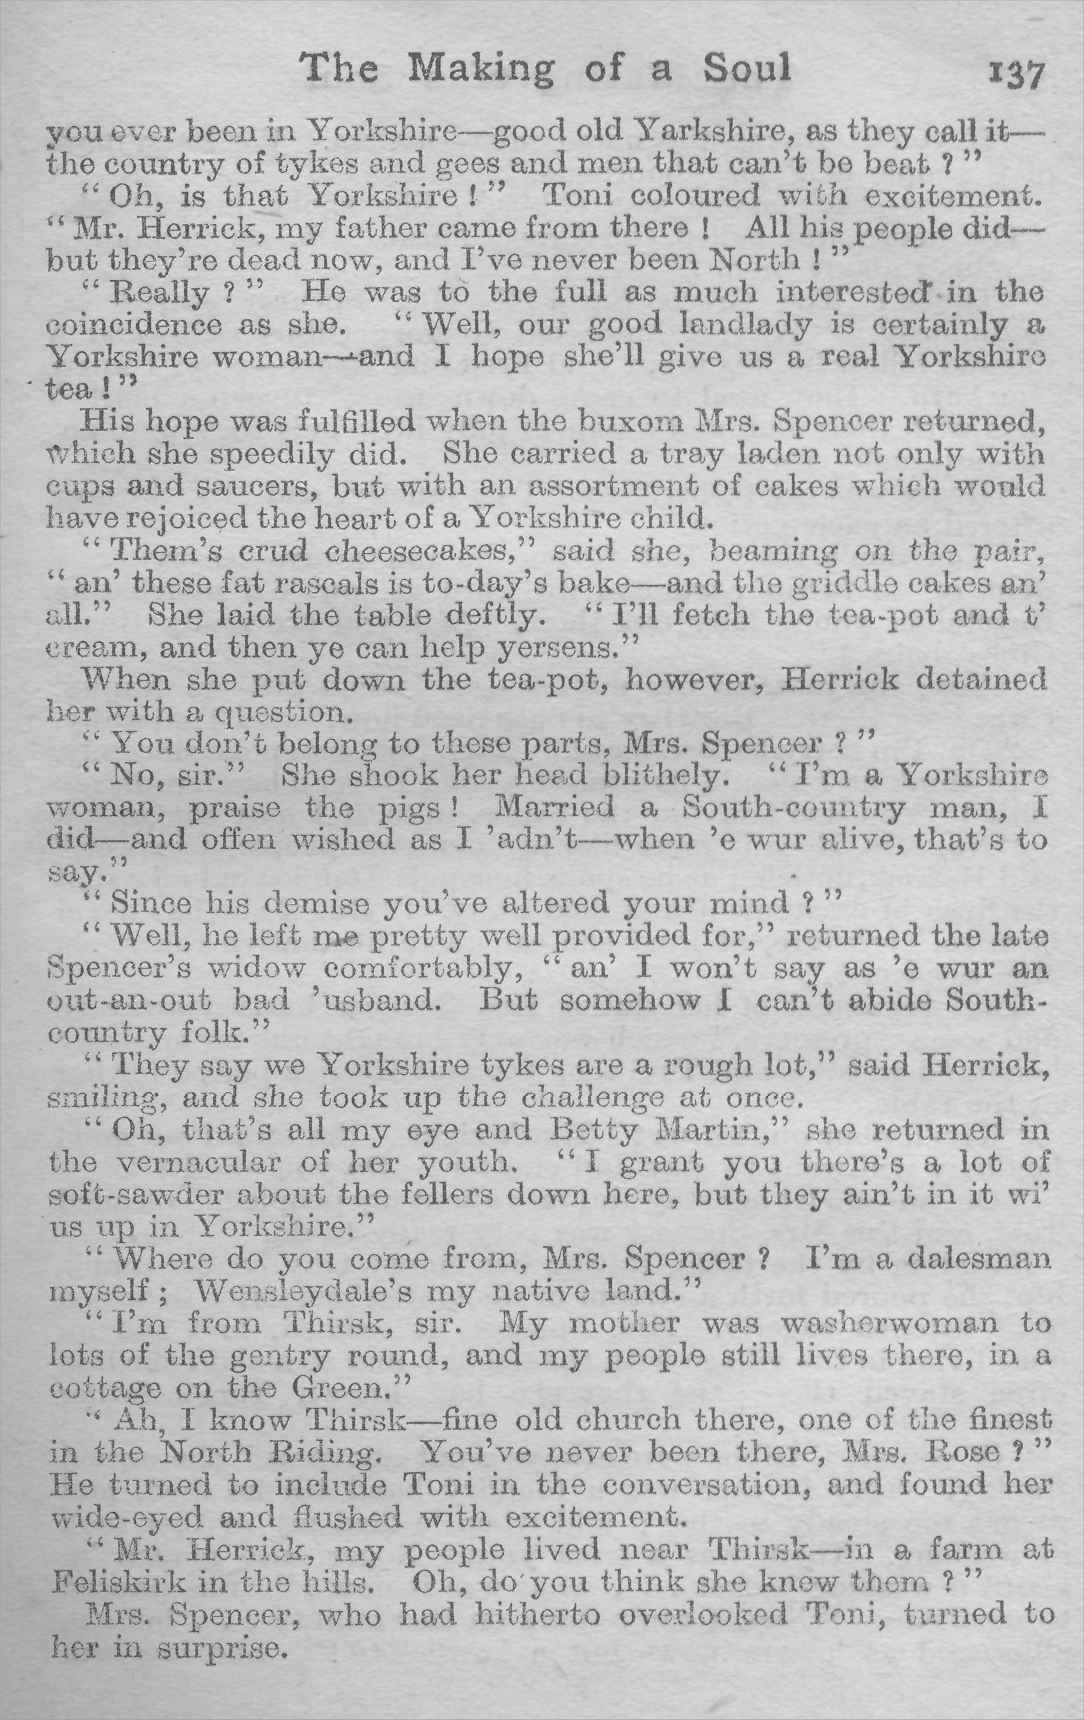 The Making of a Soul 137
you ever been in Yorkshire—good old Yarkshire, as they call it—
the country of tykes and gees and men that can't be beat ? "
" Oh, is that Yorkshire ! " Toni coloured with excitement.
" Mr. Herrick, my father came from there ! All his people did—
but they're dead now, and I've never been North ! "
" Really ? " He was to the full as much interested in the
coincidence as she. " Well, our good landlady is certainly a
Yorkshire woman—and I hope she'll give us a real Yorkshire
tea ! "
His hope was fulfilled when the buxom Mrs. Spencer returned,
which she speedily did. She carried a tray laden not only with
cups and saucers, but with an assortment of cakes which would
have rejoiced the heart of a Yorkshire child.
" Them's crud cheesecakes," said she, beaming on the pair,
" an' these fat rascals is to-day's bake—and the griddle cakes an'
all." She laid the table deftly. " I'll fetch the tea-pot and t'
cream, and then ye can help yersens."
When she put down the tea-pot, however, Herrick detained
her with a question.
" You don't belong to these parts, Mrs. Spencer ? "
" No, sir." She shook her head blithely. " I'm a Yorkshire
woman, praise the pigs ! Married a South-country man, I
did—and offen wished as I 'adn't—when 'e wur alive, that's to
say."
" Since his demise you've altered your mind ? "
" Well, he left me pretty well provided for," returned the late
Spencer's widow comfortably, " an' I won't say as 'e wur an
out-an-out bad 'usband. But somehow I can't abide South-
country folk."
" They say we Yorkshire tykes are a rough lot," said Herrick,
smiling, and she took up the challenge at once.
" Oh, that's all my eye and Betty Martin," she returned in
the vernacular of her youth. " I grant you there's a lot of
soft-sawder about the fellers down here, but they ain't in it wi'
us up in Yorkshire."
" Where do you come from, Mrs. Spencer ? I'm a dalesman
myself ; Wensleydale's my native land."
" I'm from Thirsk, sir. My mother was washerwoman to
lots of the gentry round, and my people still lives there, in a
cottage on the Green."
" Ah, I know Thirsk—fine old church there, one of the finest
in the North Riding. You've never been there, Mrs. Rose ? "
He turned to include Toni in the conversation, and found her
wide-eyed and flushed with excitement.
" Mr. Herrick, my people lived near Thirsk—in a farm at
Feliskirk in the hills. Oh, do you think she knew them ? "
Mrs. Spencer, who had hitherto overlooked Toni, turned to
her in surprise.